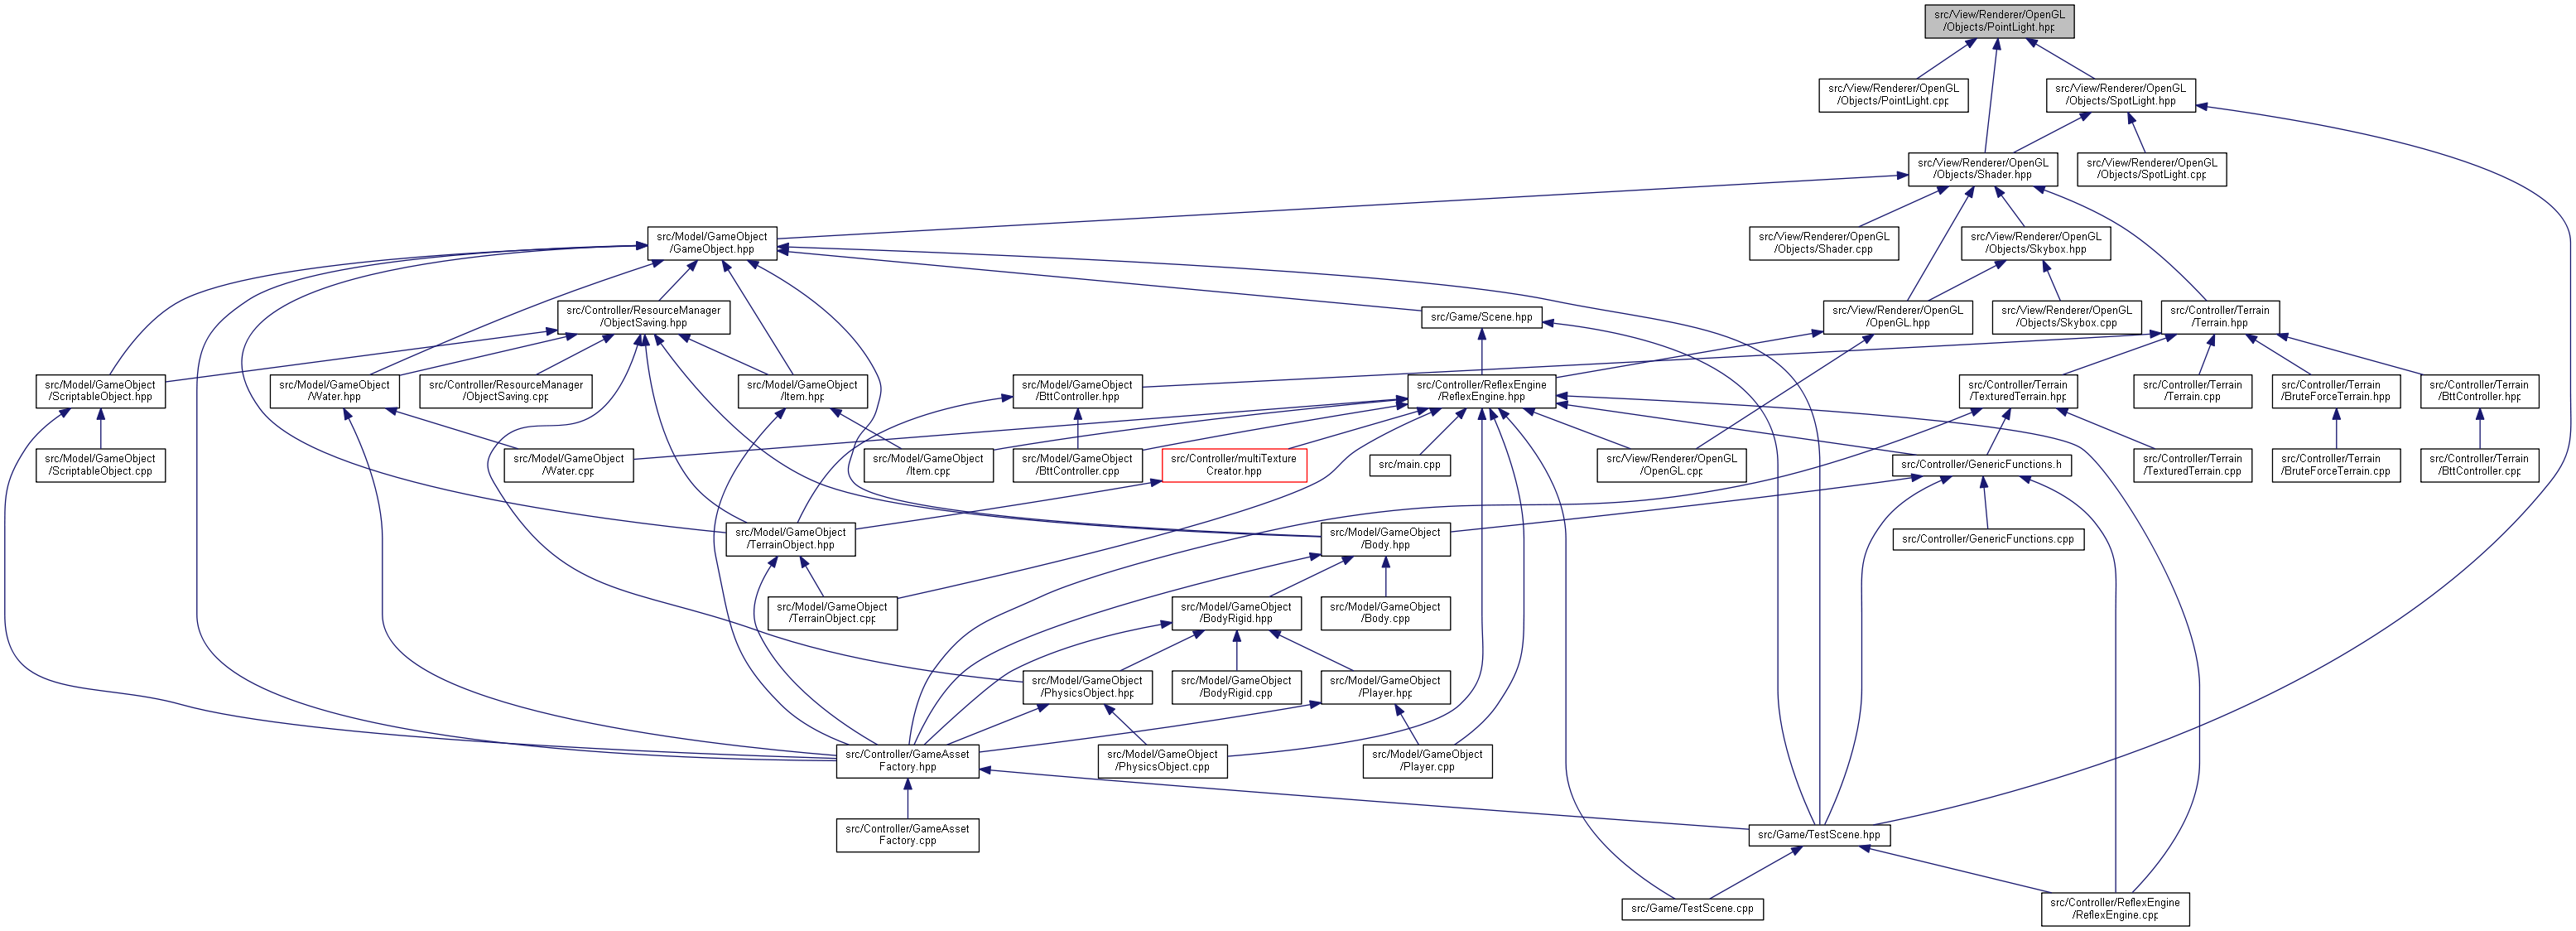 src/View/Renderer/OpenGL
/Objects/PointLight.hpp
src/View/Renderer/OpenGL
/Objects/PointLight.cpp
src/View/Renderer/OpenGL
/Objects/SpotLight.hpp
src/View/Renderer/OpenGL
/Objects/Shader.hpp
src/View/Renderer/OpenGL
/Objects/SpotLight.cpp
src/Model/GameObject
/GameObject.hpp
src/View/Renderer/OpenGL
/Objects/Shader.cpp
src/View/Renderer/OpenGL
/Objects/Skybox.hpp
src/Controller/ResourceManager
/ObjectSaving.hpp
src/Game/Scene.hpp
src/View/Renderer/OpenGL
/OpenGL.hpp
src/View/Renderer/OpenGL
/Objects/Skybox.cpp
src/Controller/Terrain
/Terrain.hpp
src/Model/GameObject
/ScriptableObject.hpp
src/Model/GameObject
/Water.hpp
src/Controller/ResourceManager
/ObjectSaving.cpp
src/Model/GameObject
/Item.hpp
src/Model/GameObject
/BttController.hpp
src/Controller/ReflexEngine
/ReflexEngine.hpp
src/Controller/Terrain
/TexturedTerrain.hpp
src/Controller/Terrain
/Terrain.cpp
src/Controller/Terrain
/BruteForceTerrain.hpp
src/Controller/Terrain
/BttController.hpp
src/Model/GameObject
/ScriptableObject.cpp
src/Model/GameObject
/Water.cpp
src/Model/GameObject
/Item.cpp
src/Model/GameObject
/BttController.cpp
src/Controller/multiTexture
Creator.hpp
src/main.cpp
src/View/Renderer/OpenGL
/OpenGL.cpp
src/Controller/GenericFunctions.h
src/Controller/Terrain
/TexturedTerrain.cpp
src/Controller/Terrain
/BruteForceTerrain.cpp
src/Controller/Terrain
/BttController.cpp
src/Model/GameObject
/TerrainObject.hpp
src/Model/GameObject
/Body.hpp
src/Controller/GenericFunctions.cpp
src/Model/GameObject
/TerrainObject.cpp
src/Model/GameObject
/BodyRigid.hpp
src/Model/GameObject
/Body.cpp
src/Model/GameObject
/PhysicsObject.hpp
src/Model/GameObject
/BodyRigid.cpp
src/Model/GameObject
/Player.hpp
src/Controller/GameAsset
Factory.hpp
src/Model/GameObject
/PhysicsObject.cpp
src/Model/GameObject
/Player.cpp
src/Controller/GameAsset
Factory.cpp
src/Game/TestScene.hpp
src/Game/TestScene.cpp
src/Controller/ReflexEngine
/ReflexEngine.cpp